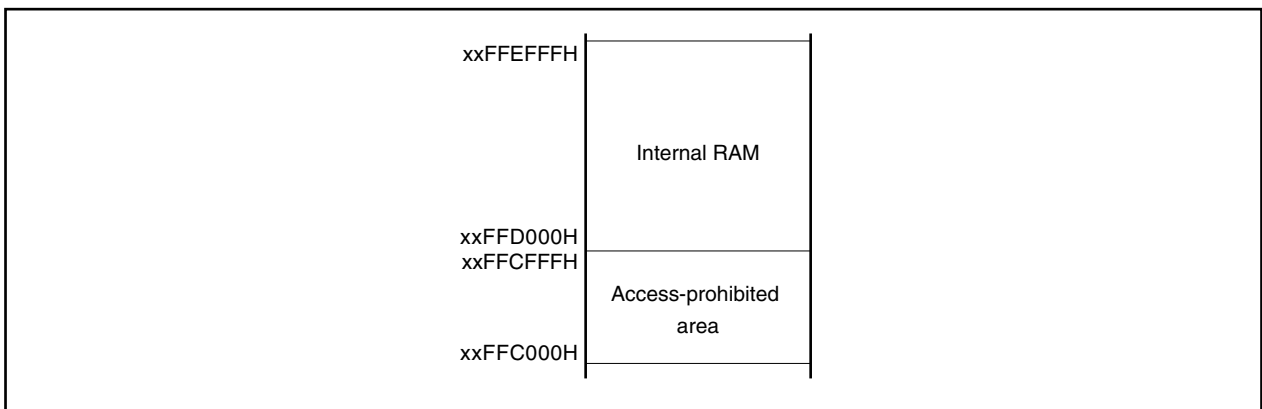 xxFFEFFFH
Internal RAM
xxFFD000H
xxFFCFFFH
Access-prohibited
area
xxFFC000H